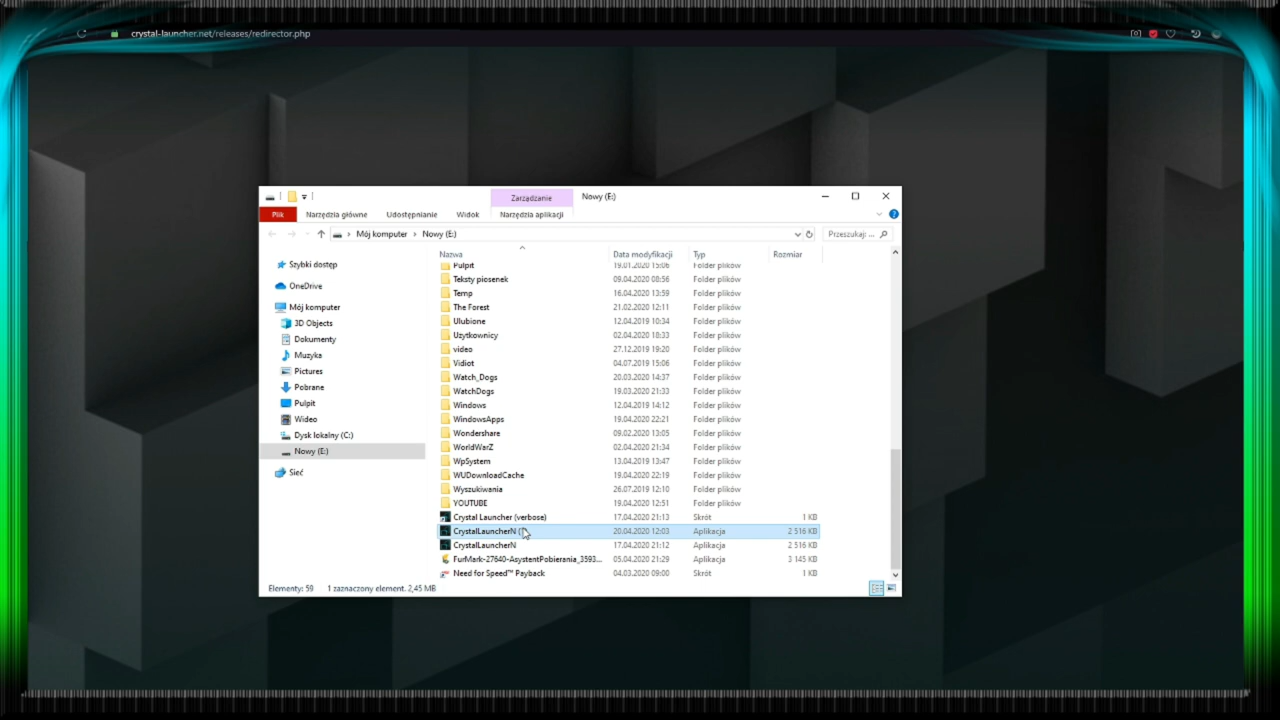 crystal-launcher.net/releases/redirector.php
Zarządzanie
Nowy (E:)
Plik
Narzędzia główne
Udostępnianie
Widok
Narzędzia aplikacji
Mój komputer
Nowy (E:)
Przeszukaj: ...
Nazwa
Data modyfikacji
Typ
Rozmiar
Szybki dostęp
OneDrive
Mój komputer
3D Objects
Dokumenty
Muzyka
Pictures
Pobrane
Pulpit
Wideo
Dysk lokalny (C:)
Nowy (E:)
Sieć
Pulpit 19.01.2020 15:06 Folder plików
Teksty piosenek 09.04.2020 08:56 Folder plików
Temp 16.04.2020 13:59 Folder plików
The Forest 21.02.2020 12:11 Folder plików
Ulubione 12.04.2019 10:34 Folder plików
Uzytkownicy 02.04.2020 18:33 Folder plików
video 27.12.2019 19:20 Folder plików
Vidiot 04.07.2019 15:06 Folder plików
Watch_Dogs 20.03.2020 14:37 Folder plików
WatchDogs 19.03.2020 21:33 Folder plików
Windows 12.04.2019 14:12 Folder plików
WindowsApps 19.04.2020 22:21 Folder plików
Wondershare 09.02.2020 13:05 Folder plików
WorldWarZ 02.04.2020 21:34 Folder plików
WpSystem 13.04.2019 13:47 Folder plików
WUDownloadCache 19.04.2020 22:19 Folder plików
Wyszukiwania 26.07.2019 12:10 Folder plików
YOUTUBE 19.04.2020 12:51 Folder plików
Crystal Launcher (verbose) 17.04.2020 21:13 Skrót 1 KB
CrystalLauncherN 20.04.2020 12:03 Aplikacja 2 516 KB
CrystalLauncherN 17.04.2020 21:12 Aplikacja 2 516 KB
FurMark-27640-AsystentPobierania_3593... 05.04.2020 21:29 Aplikacja 3 145 KB
Need for Speed™ Payback 04.03.2020 09:00 Skrót 1 KB
Elementy: 59 1 zaznaczony element. 2,45 MB